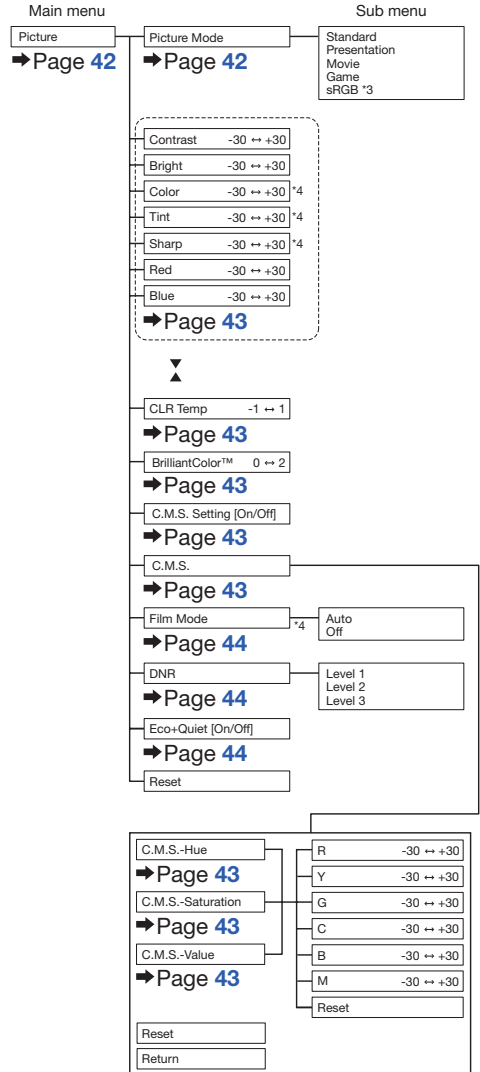 Main menu
Sub menu
Picture
➡Page 42
Picture Mode
➡Page 42
Standard
Presentation
Movie
Game
sRGB *3
Contrast -30 ↔ +30
Bright -30 ↔ +30
Color -30 ↔ +30 *4
Tint -30 ↔ +30 *4
Sharp -30 ↔ +30 *4
Red -30 ↔ +30
Blue -30 ↔ +30
➡Page 43
CLR Temp -1 ↔ 1
➡Page 43
BrilliantColor™ 0 ↔ 2
➡Page 43
C.M.S. Setting [On/Off]
➡Page 43
C.M.S.
➡Page 43
Film Mode *4
➡Page 44
Auto
Off
DNR
➡Page 44
Level 1
Level 2
Level 3
Eco+Quiet [On/Off]
➡Page 44
Reset
C.M.S.-Hue
➡Page 43
C.M.S.-Saturation
➡Page 43
C.M.S.-Value
➡Page 43
R -30 ↔ +30
Y -30 ↔ +30
G -30 ↔ +30
C -30 ↔ +30
B -30 ↔ +30
M -30 ↔ +30
Reset
Reset
Return